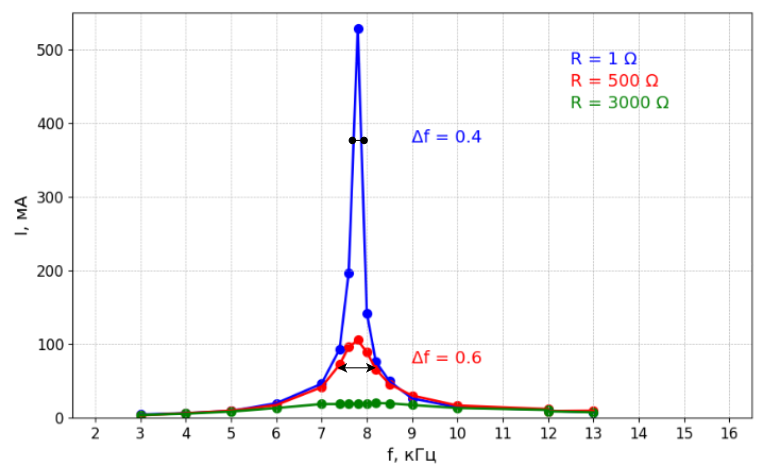 500
400
300
200
100
0
I, мА
R = 1 Ω
R = 500 Ω
R = 3000 Ω
Δf = 0.4
Δf = 0.6
2 3 4 5 6 7 8 9 10 11 12 13 14 15 16
f, кГц